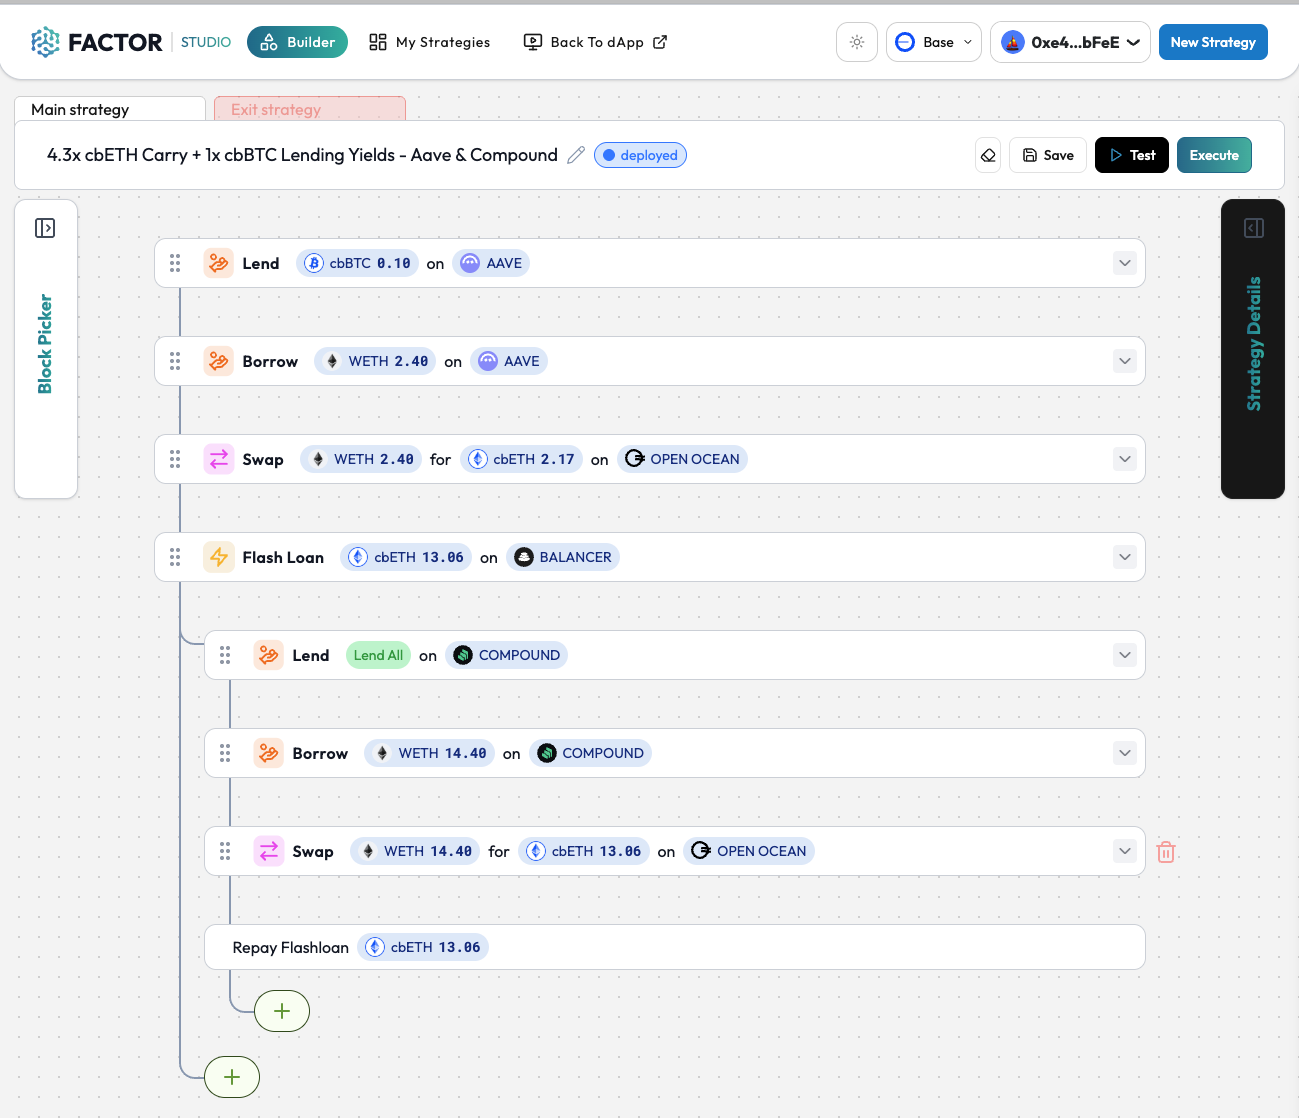 FACTOR STUDIO Builder My Strategies Back To dApp Base 0xe4...bFeE New Strategy
Main strategy Exit strategy
4.3x cbETH Carry + 1x cbBTC Lending Yields - Aave & Compound deployed Save Test Execute
Block Picker
Strategy Details
Lend cbBTC 0.10 on AAVE
Borrow WETH 2.40 on AAVE
Swap WETH 2.40 for cbETH 2.17 on OPEN OCEAN
Flash Loan cbETH 13.06 on BALANCER
Lend Lend All on COMPOUND
Borrow WETH 14.40 on COMPOUND
Swap WETH 14.40 for cbETH 13.06 on OPEN OCEAN
Repay Flashloan cbETH 13.06